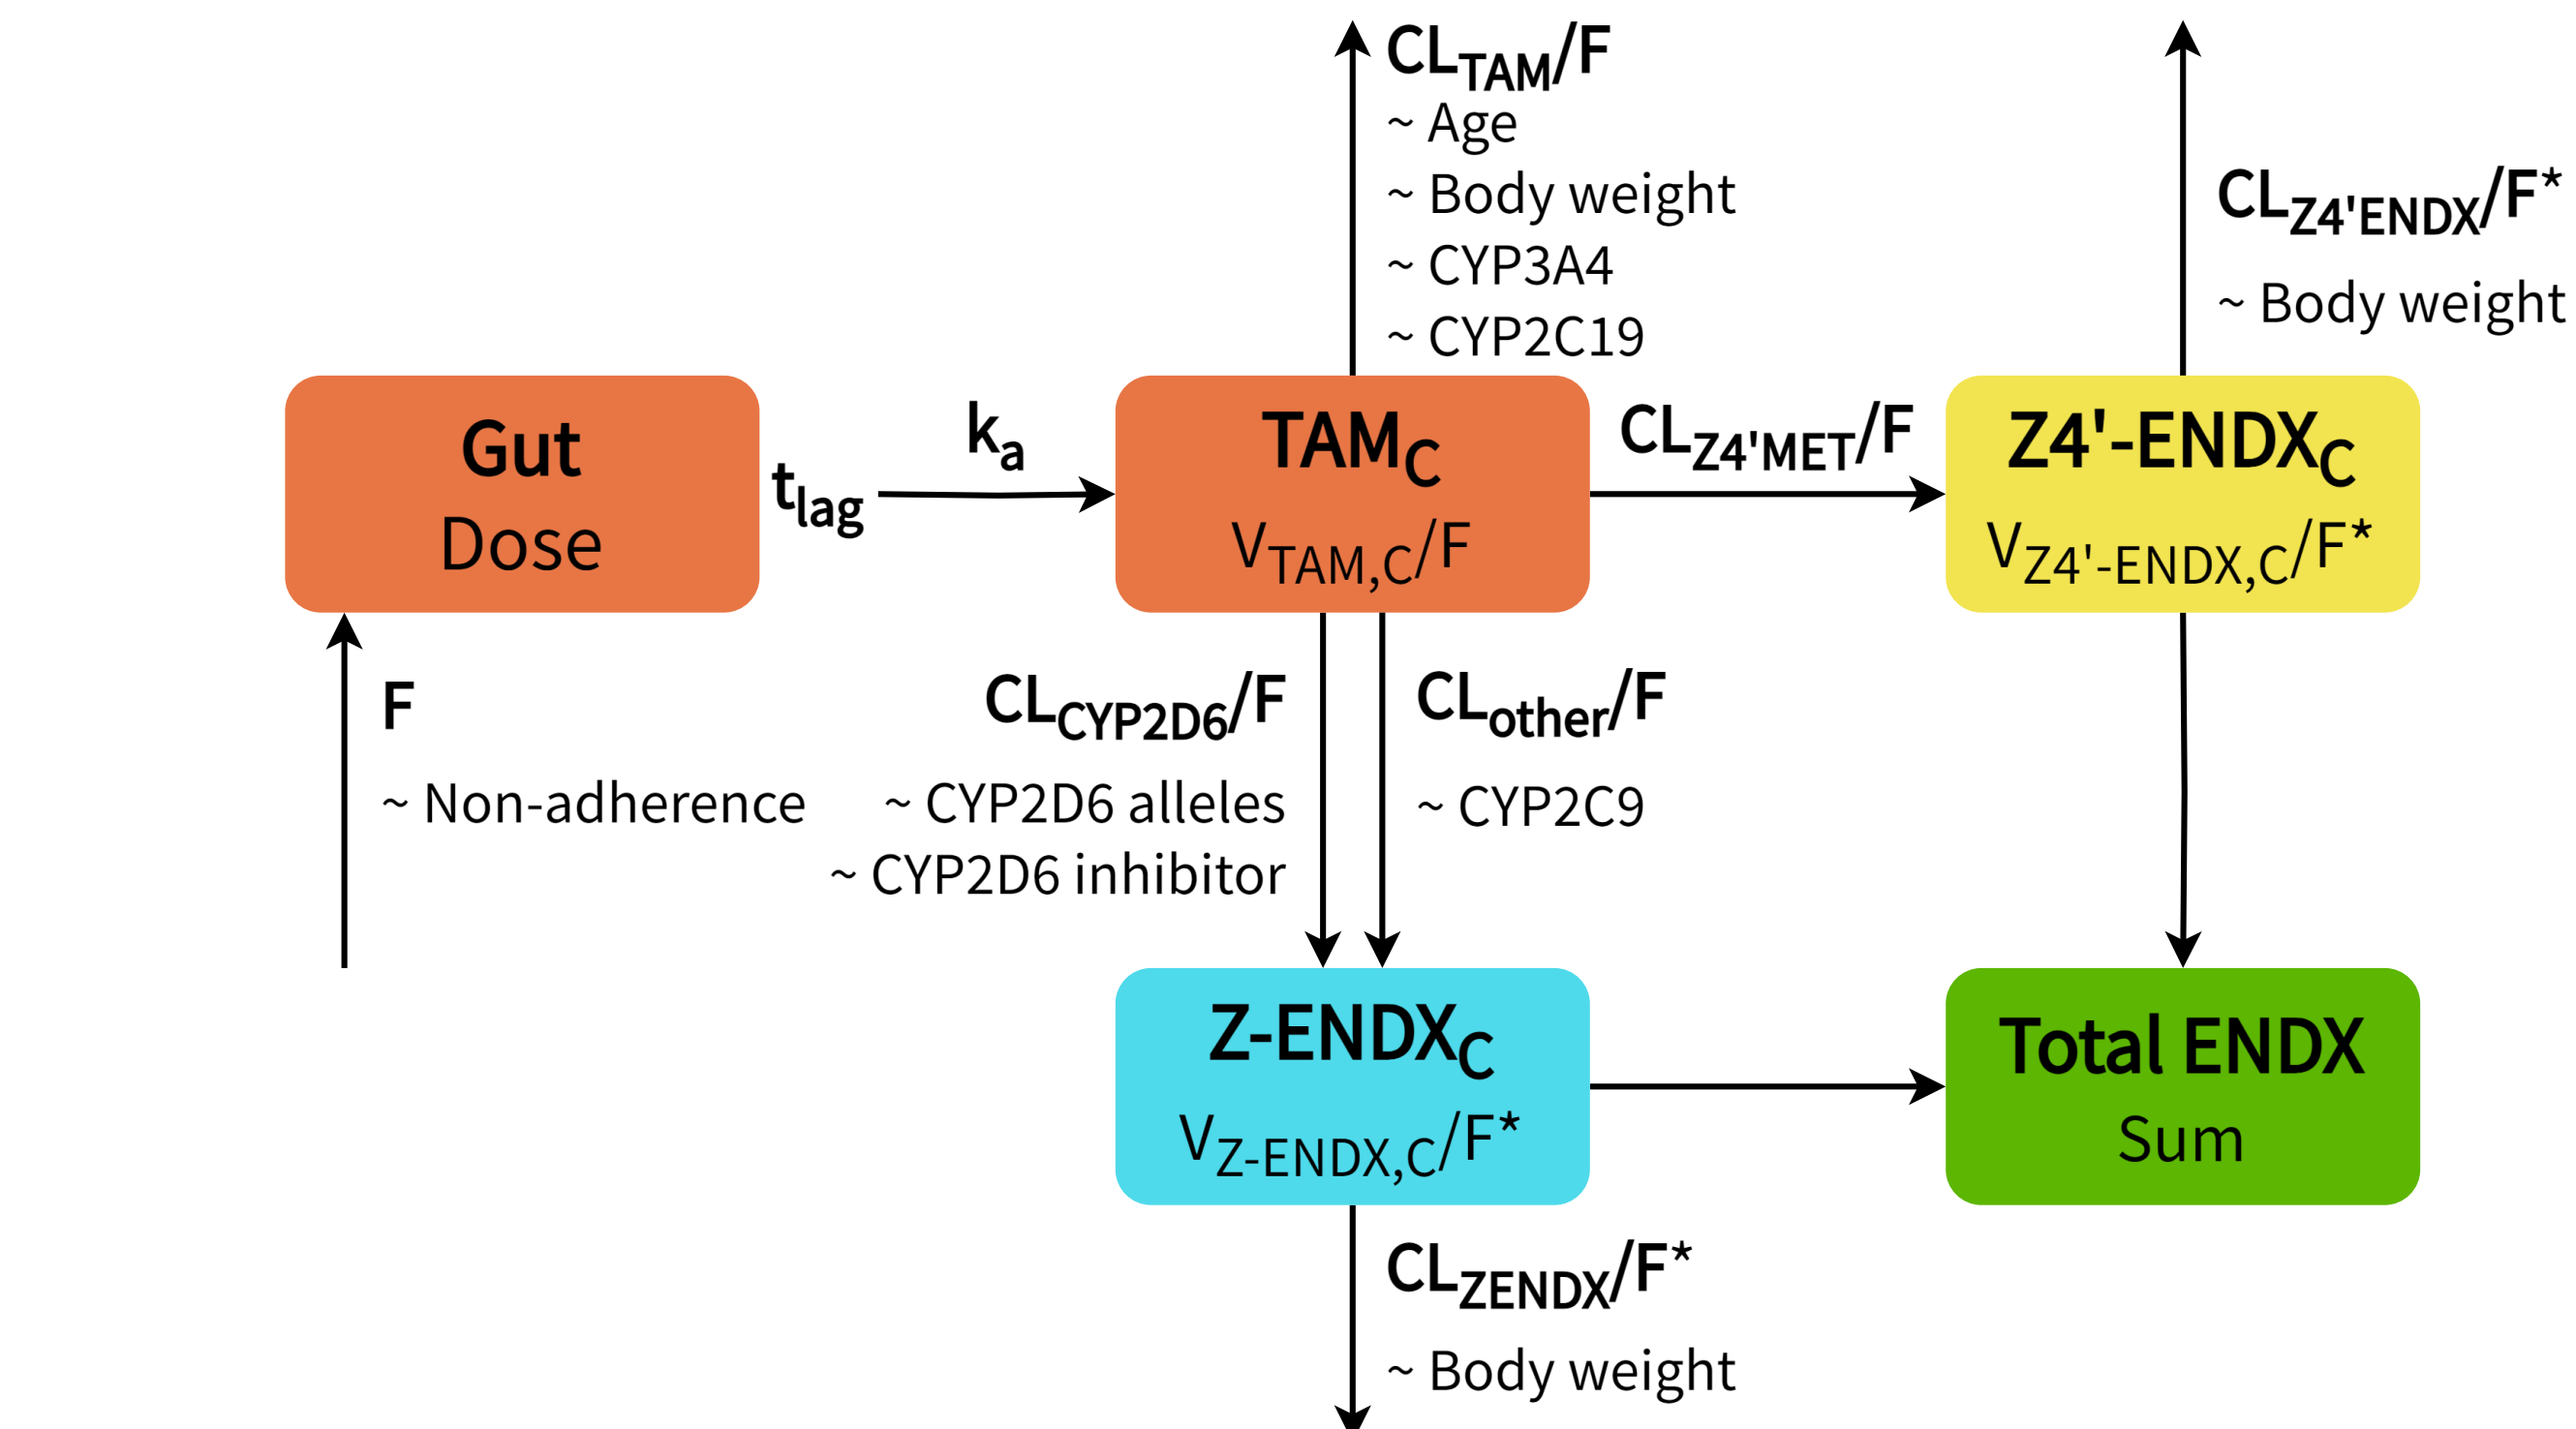 CLTAM/F
~ Age
~ Body weight
~ CYP3A4
~ CYP2C19
CLZ4'ENDX/F*
~ Body weight
Gut
Dose
tlag
ka
TAMC
VTAM,C/F
CLZ4'MET/F
Z4'-ENDXC
VZ4'-ENDX,C/F*
F
~ Non-adherence
CLCYP2D6/F
~ CYP2D6 alleles
~ CYP2D6 inhibitor
CLother/F
~ CYP2C9
Z-ENDXC
VZ-ENDX,C/F*
Total ENDX
Sum
CLZENDX/F*
~ Body weight